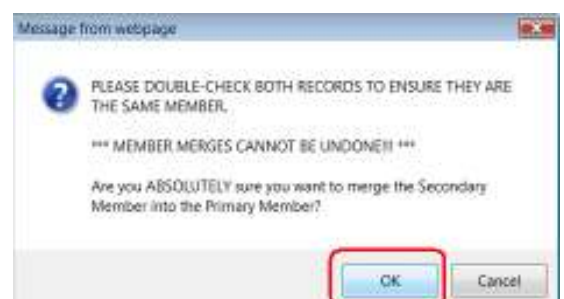 Message from webpage
PLEASE DOUBLE-CHECK BOTH RECORDS TO ENSURE THEY ARE
THE SAME MEMBER.
*** MEMBER MERGES CANNOT BE UNDONE!!! ***
Are you ABSOLUTELY sure you want to merge the Secondary
Member into the Primary Member?
OK
Cancel